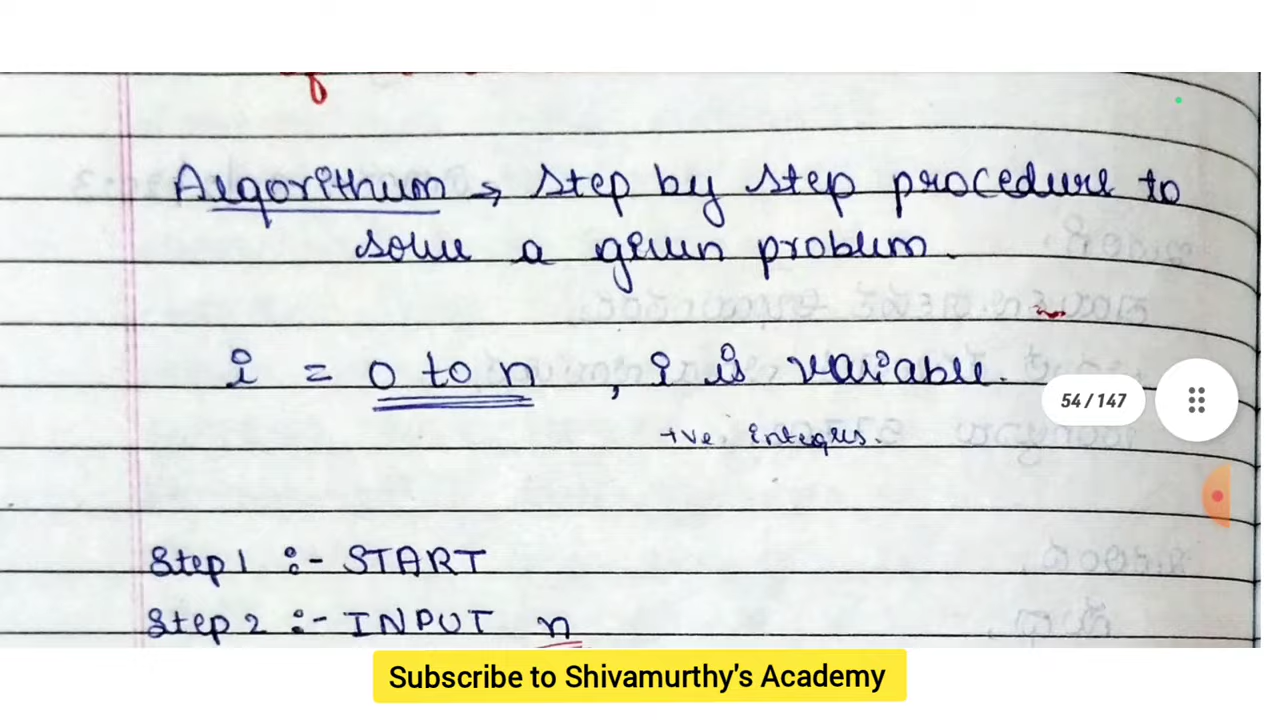 Algorithum → step by step procedure to
solve a given problem.
i = 0 to n , i is variable.
+ve integers.
54 / 147
Step 1 :- START
Step 2 :- INPUT n
Subscribe to Shivamurthy's Academy